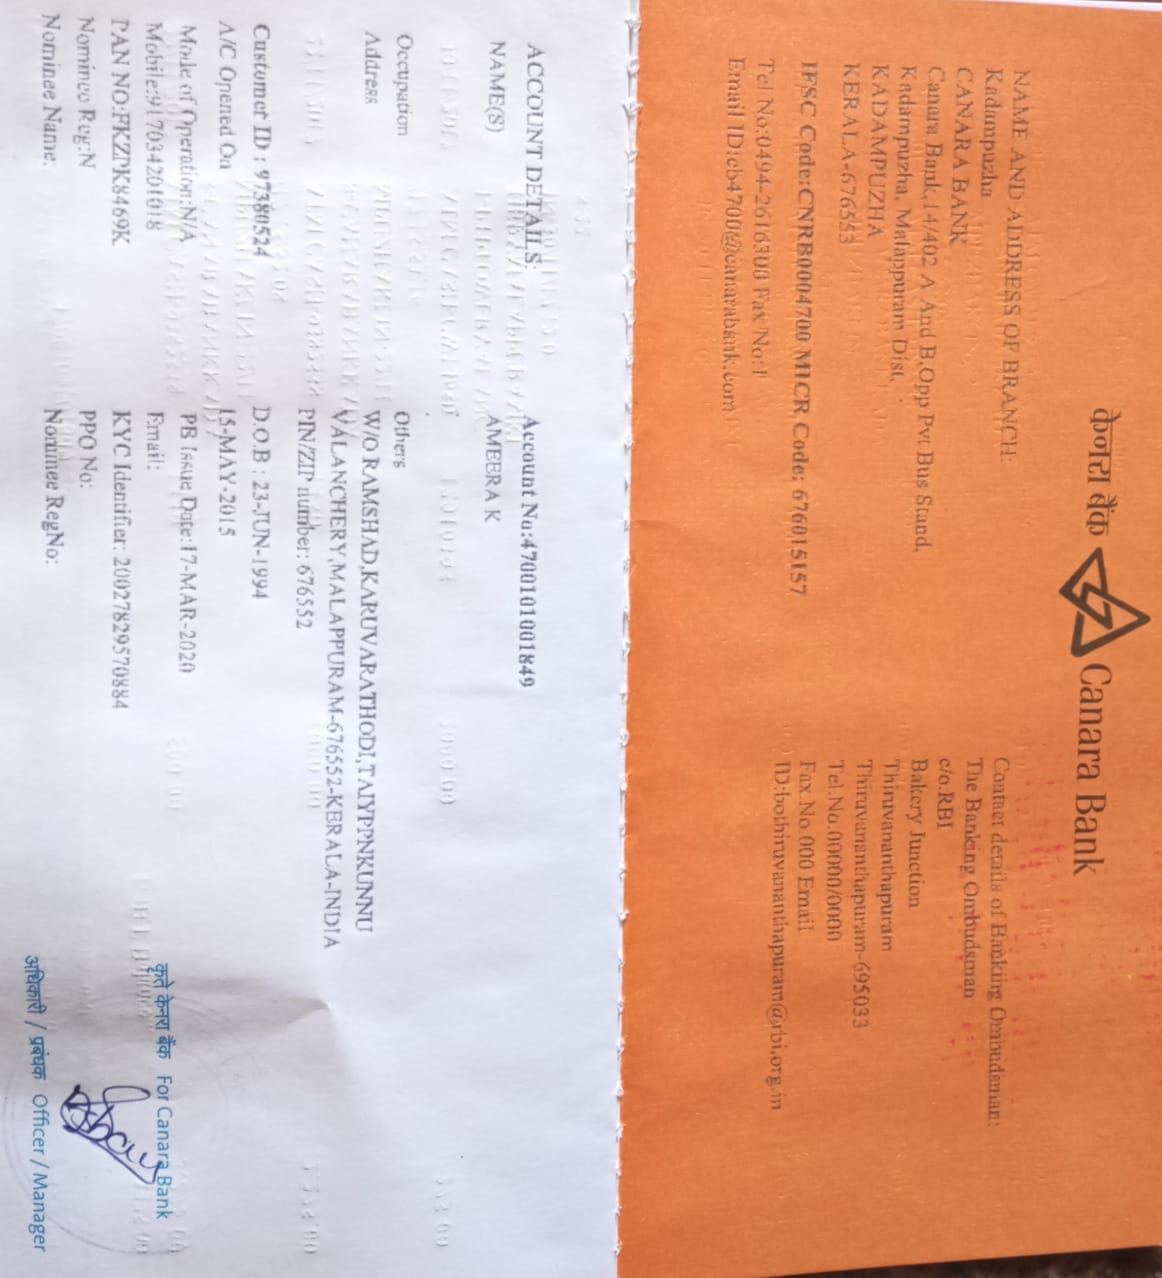 केनरा बैंक Canara Bank
NAME AND ADDRESS OF BRANCH:
Kadampuzha
CANARA BANK
Canara Bank,14/402 A And B,Opp Pvt Bus Stand,
Kadampuzha, Malappuram Dist,
KADAMPUZHA
KERALA-676553
IFSC Code:CNRB0004700 MICR Code: 676015157
Tel No:0494-2616300 Fax No:
Email ID:cb4700@canarabank.com
Contact details of Banking Ombudsman:
The Banking Ombudsman
c/o.RBI
Bakery Junction
Thiruvananthapuram
Thiruvananthapuram-695033
Tel.No.00000/0000
Fax.No.000 Email
ID:bothiruvananthapuram@rbi.org.in
ACCOUNT DETAILS: Account No:4700101001849
NAME(S) AMEERA K
Occupation Others
Address W/O RAMSHAD,KARUVARATHODI,TAIYPPNKUNNU
VALANCHERY,MALAPPURAM-676552-KERALA-INDIA
PIN/ZIP number: 676552
Customer ID : 97380524 D.O.B : 23-JUN-1994
A/C Opened On 15-MAY-2015
Mode of Operation:N/A PB Issue Date:17-MAR-2020
Mobile:917034201018 Email:
PAN NO:FKZPK8469K KYC Identifier: 20027829570884
Nominee Reg:N PPO No:
Nominee Name: Nominee RegNo:
कृते केनरा बैंक For Canara Bank
अधिकारी / प्रबंधक Officer / Manager